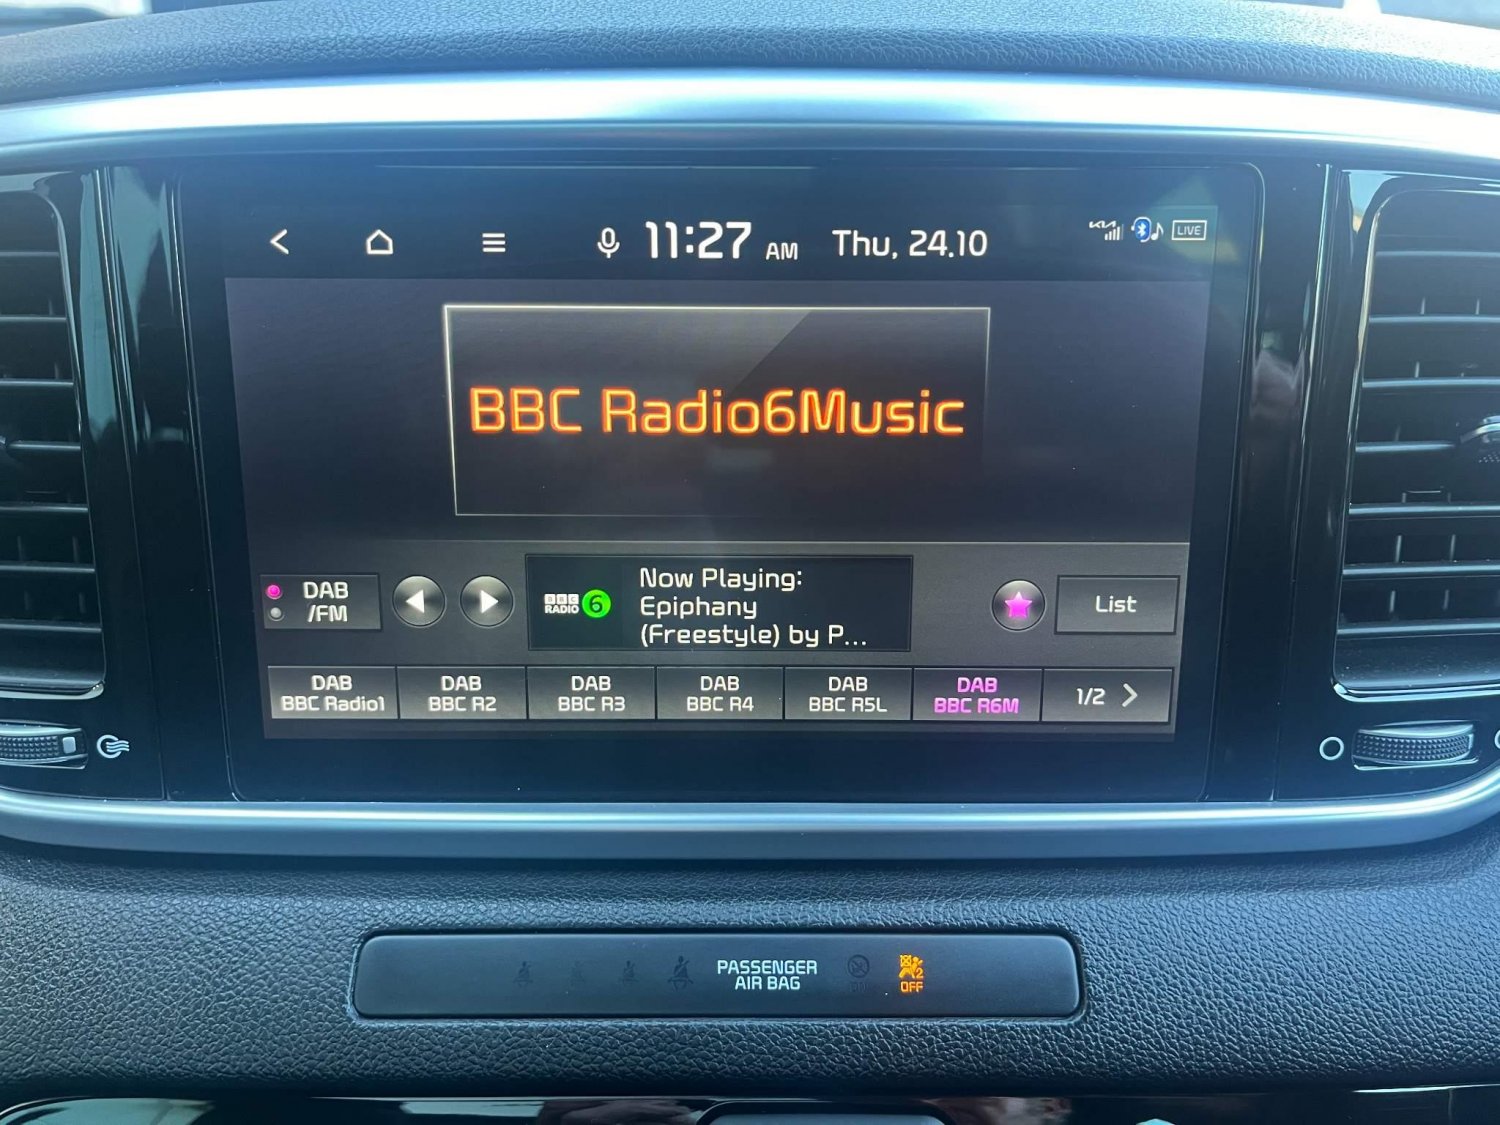 11:27 AM Thu, 24.10
LIVE
BBC Radio6Music
DAB
/FM
BBC
RADIO 6
Now Playing:
Epiphany
(Freestyle) by P...
List
DAB
BBC Radio1
DAB
BBC R2
DAB
BBC R3
DAB
BBC R4
DAB
BBC R5L
DAB
BBC R6M
1/2
PASSENGER
AIR BAG
2
OFF